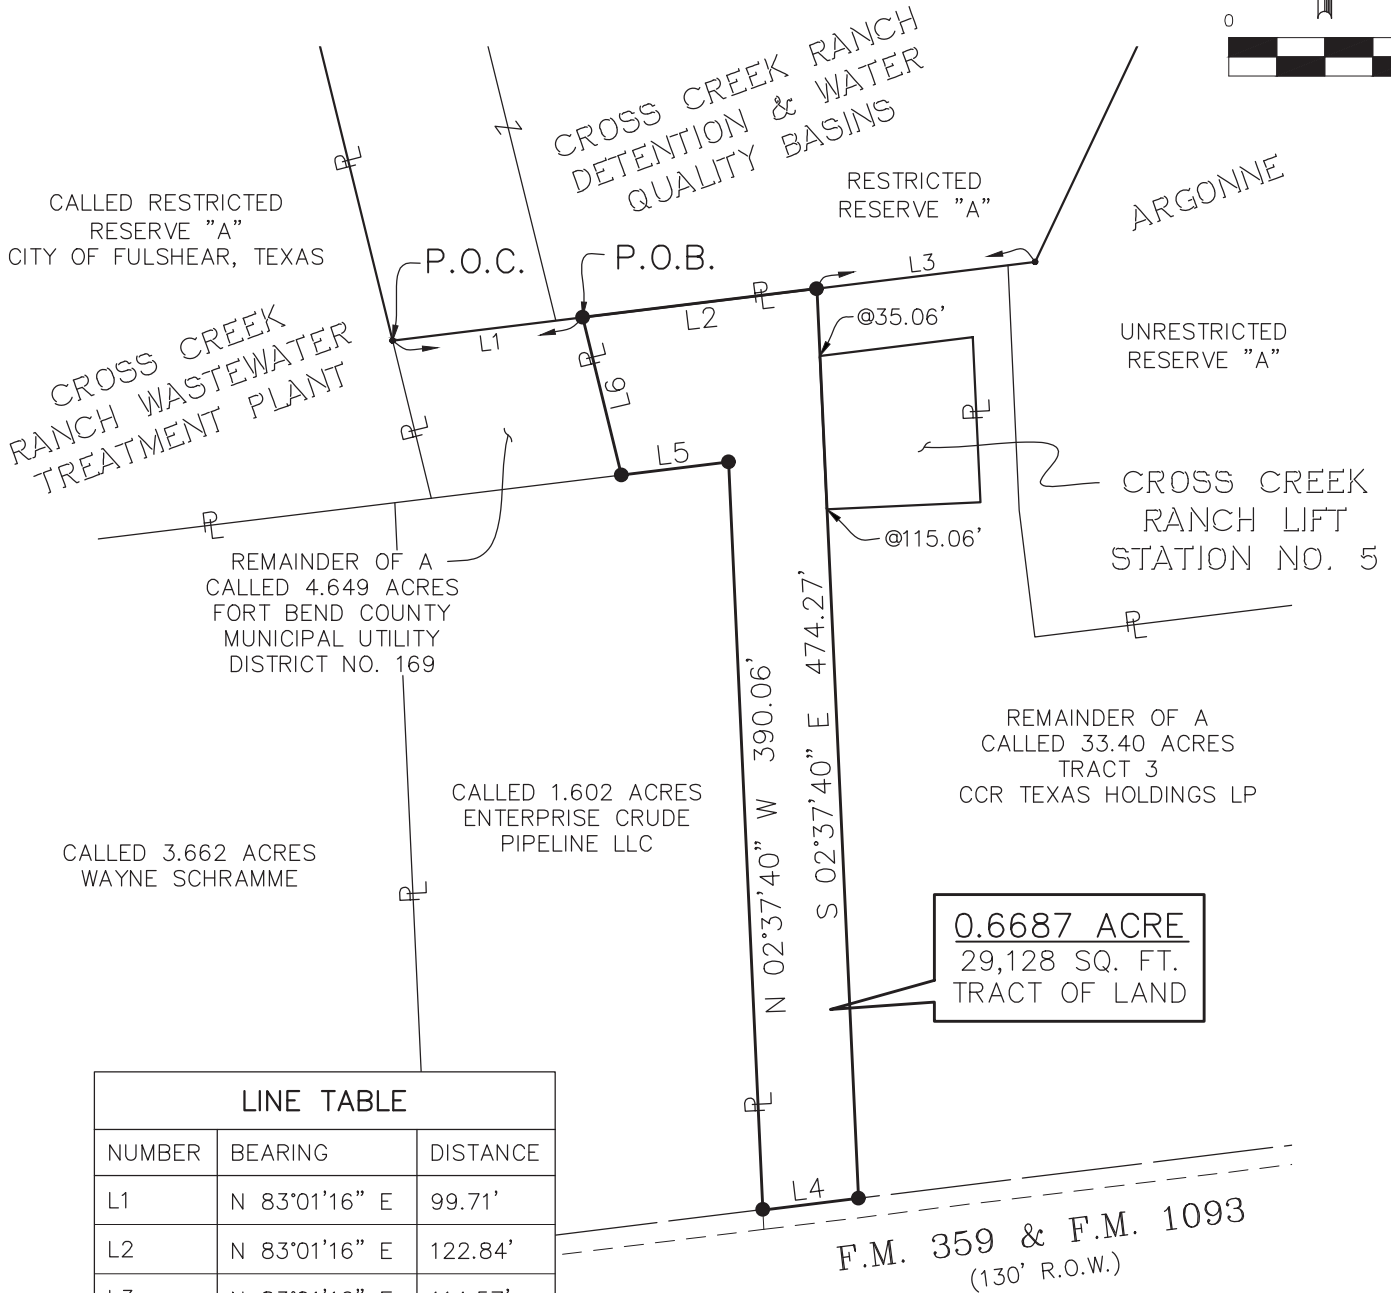 0
CROSS CREEK RANCH
DETENTION & WATER
QUALITY BASINS
RESTRICTED
RESERVE "A"
ARGONNE
CALLED RESTRICTED
RESERVE "A"
CITY OF FULSHEAR, TEXAS
P.O.C.
P.O.B.
L1
L2
L3
@35.06'
UNRESTRICTED
RESERVE "A"
CROSS CREEK
RANCH WASTEWATER
TREATMENT PLANT
L6
L5
CROSS CREEK
RANCH LIFT
STATION NO. 5
@115.06'
REMAINDER OF A
CALLED 4.649 ACRES
FORT BEND COUNTY
MUNICIPAL UTILITY
DISTRICT NO. 169
N 02°37'40" W 390.06'
S 02°37'40" E 474.27'
REMAINDER OF A
CALLED 33.40 ACRES
TRACT 3
CCR TEXAS HOLDINGS LP
CALLED 1.602 ACRES
ENTERPRISE CRUDE
PIPELINE LLC
CALLED 3.662 ACRES
WAYNE SCHRAMME
0.6687 ACRE
29,128 SQ. FT.
TRACT OF LAND
L4
F.M. 359 & F.M. 1093
(130' R.O.W.)
LINE TABLE
NUMBER BEARING DISTANCE
L1 N 83°01'16" E 99.71'
L2 N 83°01'16" E 122.84'